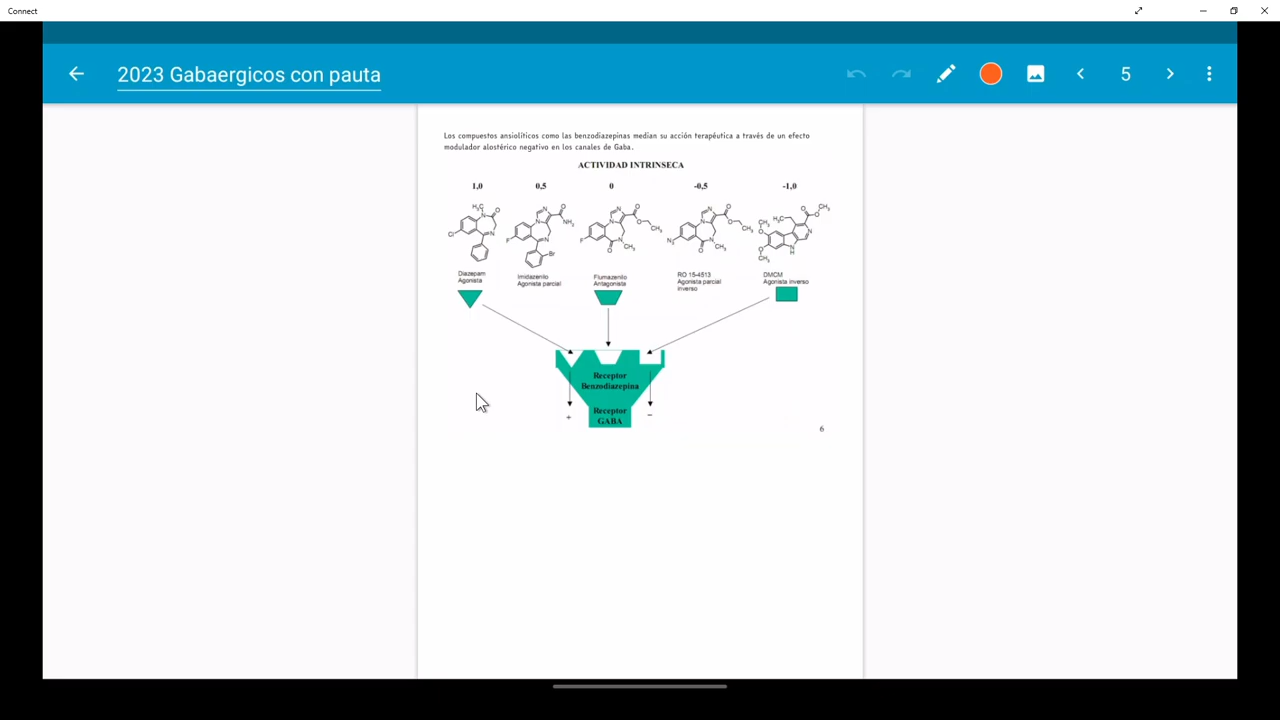 Connect
2023 Gabaergicos con pauta
5
Los compuestos ansiolíticos como las benzodiazepinas median su acción terapéutica a través de un efecto
modulador alostérico negativo en los canales de Gaba.
ACTIVIDAD INTRINSECA
1,0 0,5 0 -0,5 -1,0
Diazepam
Agonista
Imidazenilo
Agonista parcial
Flumazenilo
Antagonista
RO 15-4513
Agonista parcial
inverso
DMCM
Agonista inverso
Receptor
Benzodiazepina
Receptor
GABA
+
-
6